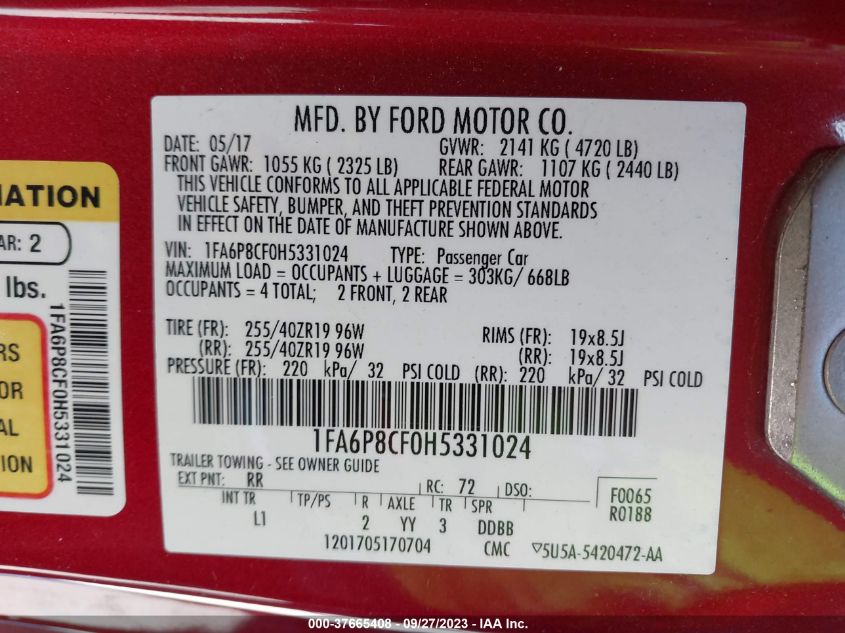 MFD. BY FORD MOTOR CO.
DATE: 05/17 GVWR: 2141 KG ( 4720 LB)
FRONT GAWR: 1055 KG ( 2325 LB) REAR GAWR: 1107 KG ( 2440 LB)
THIS VEHICLE CONFORMS TO ALL APPLICABLE FEDERAL MOTOR
VEHICLE SAFETY, BUMPER, AND THEFT PREVENTION STANDARDS
IN EFFECT ON THE DATE OF MANUFACTURE SHOWN ABOVE.
VIN: 1FA6P8CF0H5331024 TYPE: Passenger Car
MAXIMUM LOAD = OCCUPANTS + LUGGAGE = 303KG/ 668LB
OCCUPANTS = 4 TOTAL; 2 FRONT, 2 REAR
TIRE (FR): 255/40ZR19 96W RIMS (FR): 19x8.5J
(RR): 255/40ZR19 96W (RR): 19x8.5J
PRESSURE (FR): 220 kPa/ 32 PSI COLD (RR): 220 kPa/ 32 PSI COLD
1FA6P8CF0H5331024
TRAILER TOWING - SEE OWNER GUIDE
EXT PNT: RR RC: 72 DSO: F0065
INT TR TP/PS R AXLE TR SPR R0188
L1 2 YY 3 DDBB
1201705170704 CMC ▽5U5A-5420472-AA
MATION
AR: 2
lbs.
RS
OR
AL
ION
1FA6P8CF0H5331024
000-37665408 - 09/27/2023 - IAA Inc.